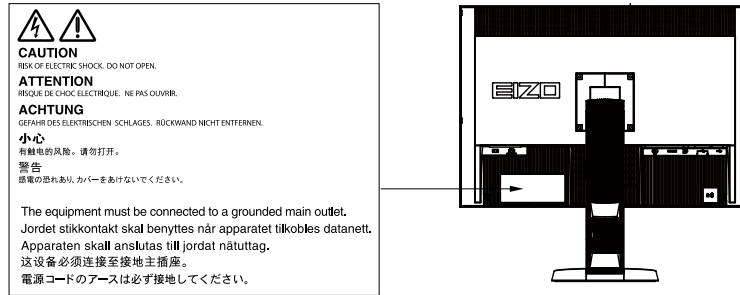 CAUTION
RISK OF ELECTRIC SHOCK. DO NOT OPEN.
ATTENTION
RISQUE DE CHOC ELECTRIQUE. NE PAS OUVRIR.
ACHTUNG
GEFAHR DES ELEKTRISCHEN SCHLAGES. RÜCKWAND NICHT ENTFERNEN.
小心
有触电的风险。请勿打开。
警告
感電の恐れあり、カバーをあけないでください。
The equipment must be connected to a grounded main outlet.
Jordet stikkontakt skal benyttes når apparatet tilkobles datanett.
Apparaten skall anslutas till jordat nätuttag.
这设备必须连接至接地主插座。
電源コードのアースは必ず接地してください。
EIZO